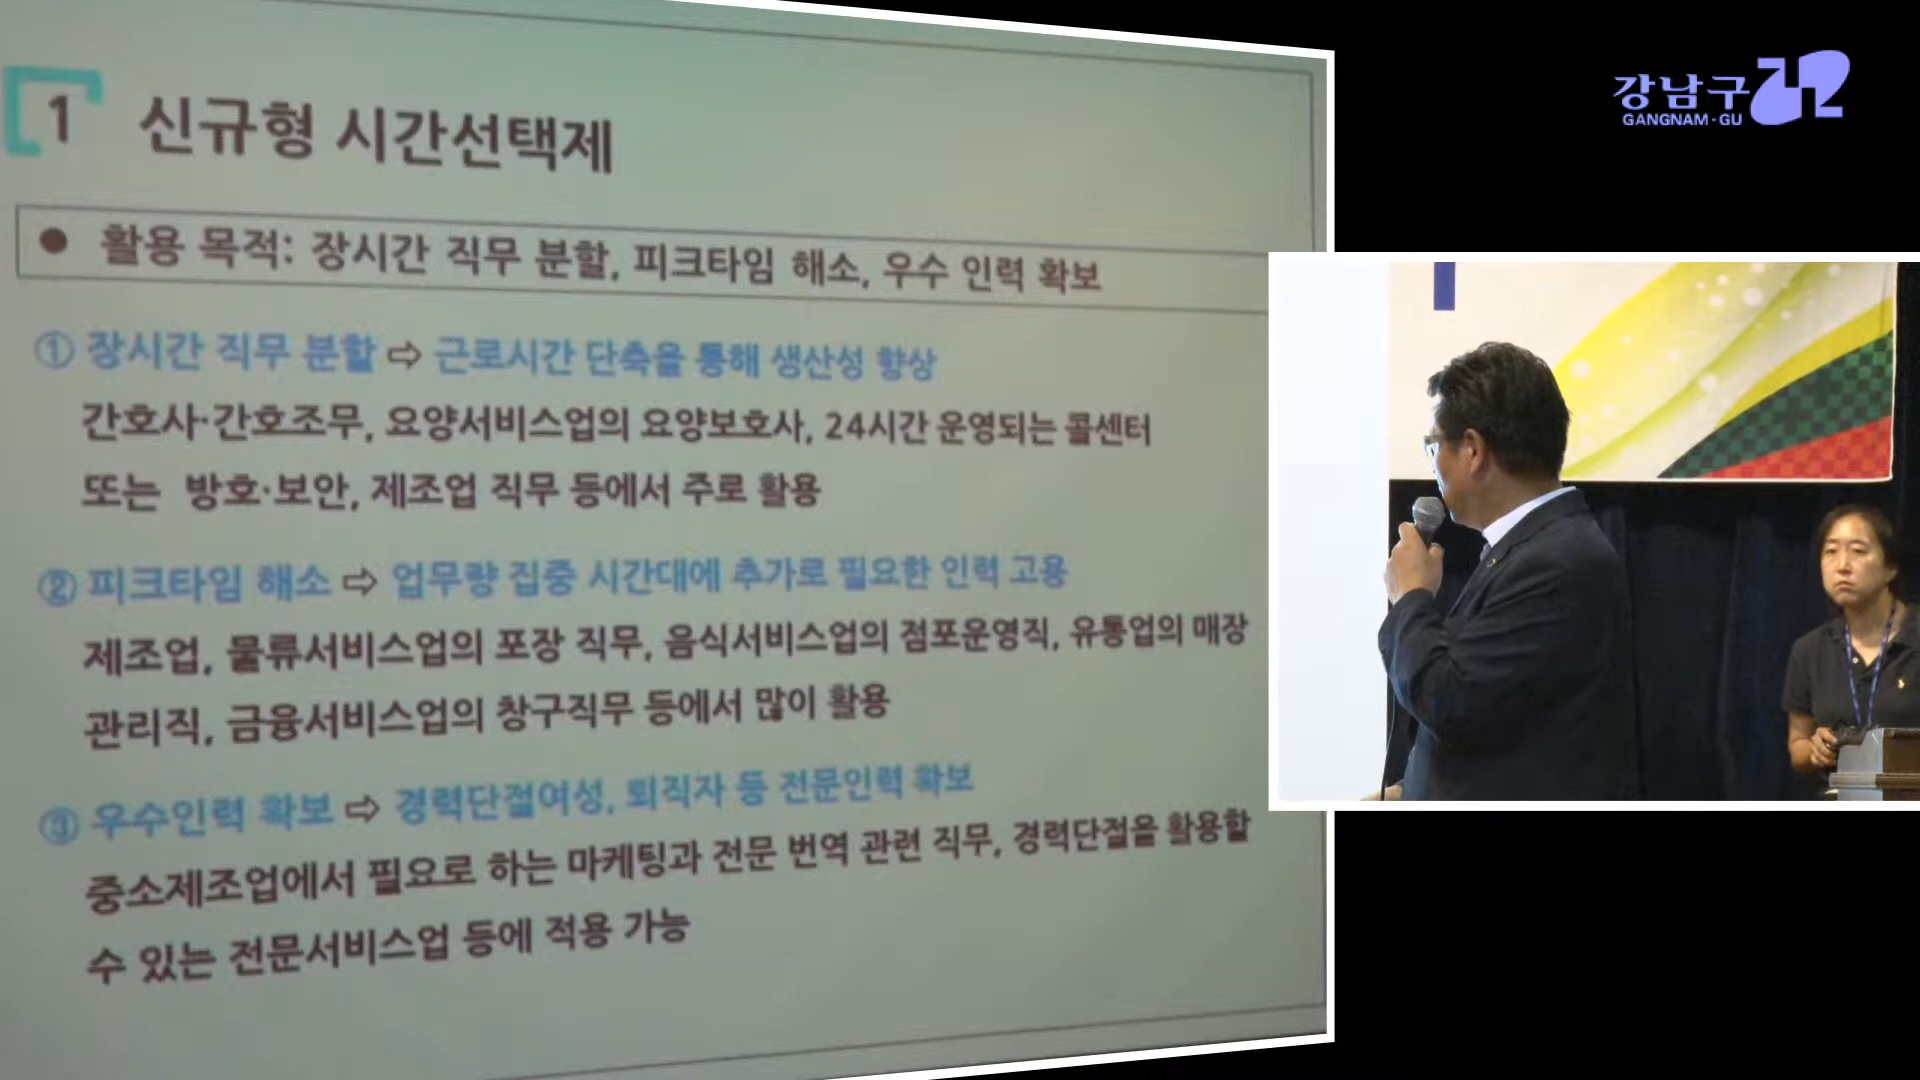 1 신규형 시간선택제
● 활용 목적: 장시간 직무 분할, 피크타임 해소, 우수 인력 확보
① 장시간 직무 분할 ⇨ 근로시간 단축을 통해 생산성 향상
간호사·간호조무, 요양서비스업의 요양보호사, 24시간 운영되는 콜센터
또는 방호·보안, 제조업 직무 등에서 주로 활용
② 피크타임 해소 ⇨ 업무량 집중 시간대에 추가로 필요한 인력 고용
제조업, 물류서비스업의 포장 직무, 음식서비스업의 점포운영직, 유통업의 매장
관리직, 금융서비스업의 창구직무 등에서 많이 활용
③ 우수인력 확보 ⇨ 경력단절여성, 퇴직자 등 전문인력 확보
중소제조업에서 필요로 하는 마케팅과 전문 번역 관련 직무, 경력단절을 활용할
수 있는 전문서비스업 등에 적용 가능
강남구
GANGNAM·GU